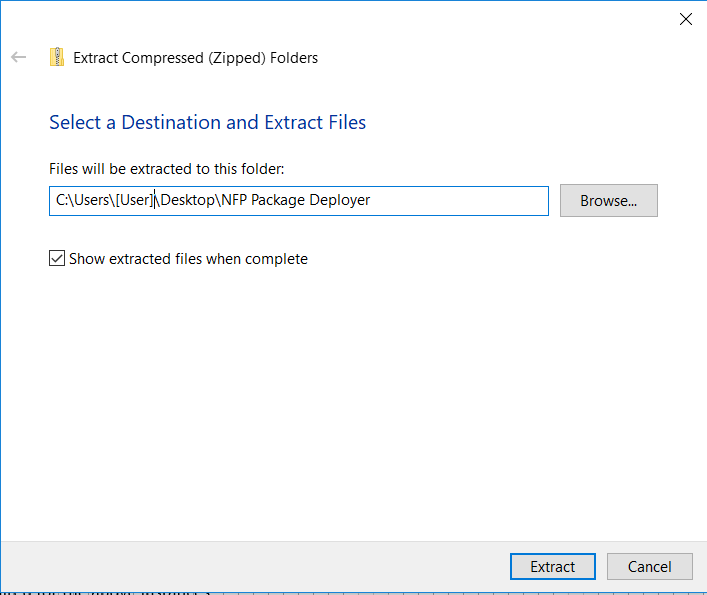 Extract Compressed (Zipped) Folders
Select a Destination and Extract Files
Files will be extracted to this folder:
C:\Users\[User]\Desktop\NFP Package Deployer
Browse...
Show extracted files when complete
Extract
Cancel